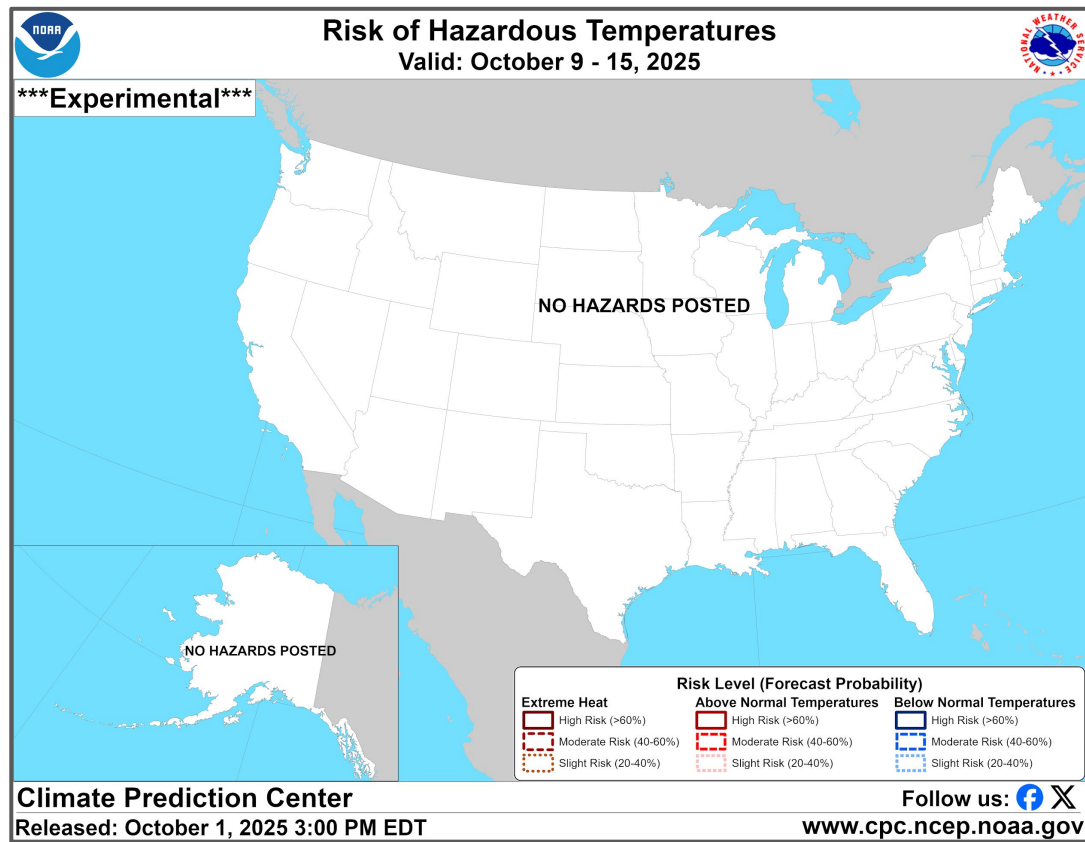 NOAA
Risk of Hazardous Temperatures
Valid: October 9 - 15, 2025
NATIONAL WEATHER SERVICE
***Experimental***
NO HAZARDS POSTED
NO HAZARDS POSTED
Risk Level (Forecast Probability)
Extreme Heat
High Risk (>60%)
Moderate Risk (40-60%)
Slight Risk (20-40%)
Above Normal Temperatures
High Risk (>60%)
Moderate Risk (40-60%)
Slight Risk (20-40%)
Below Normal Temperatures
High Risk (>60%)
Moderate Risk (40-60%)
Slight Risk (20-40%)
Climate Prediction Center
Released: October 1, 2025 3:00 PM EDT
Follow us:
www.cpc.ncep.noaa.gov